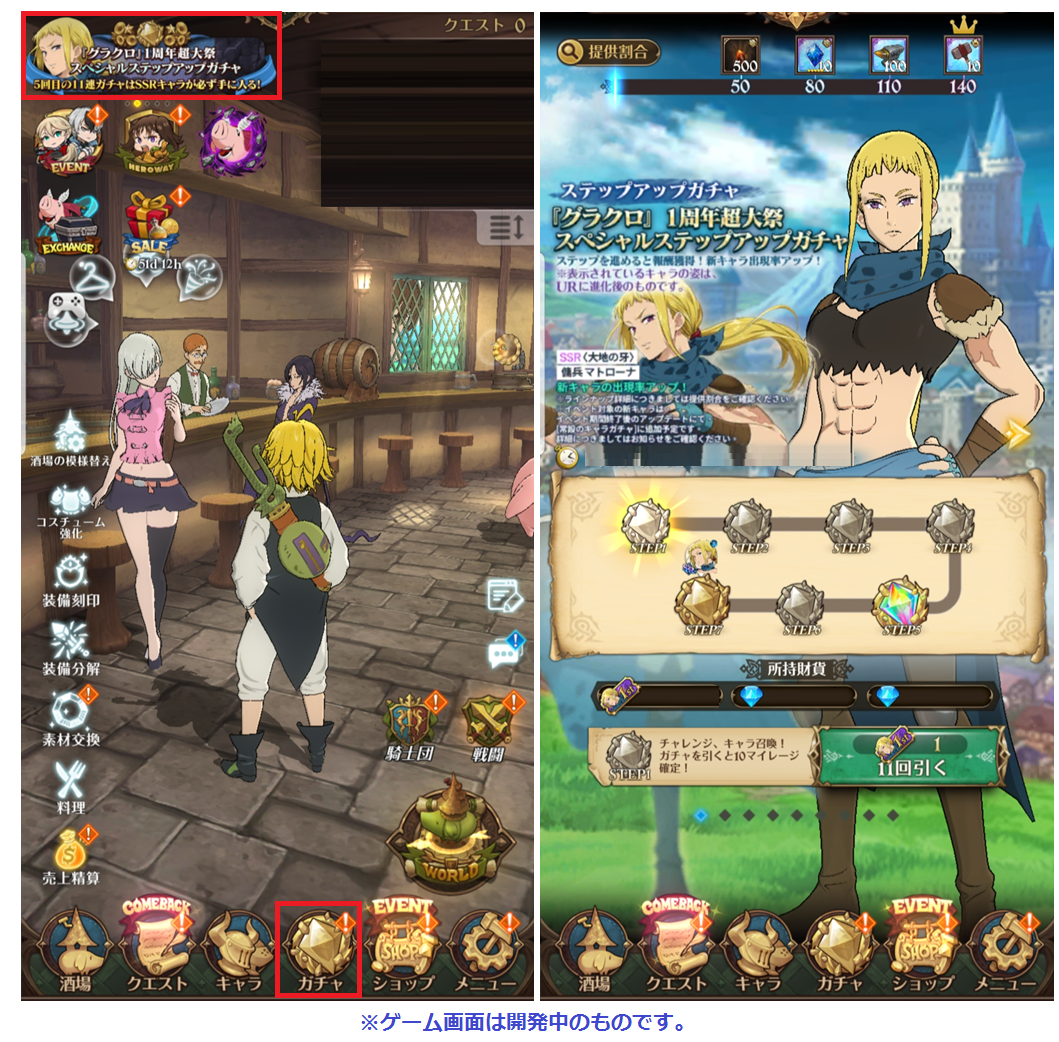 『グラクロ』1周年超大祭
スペシャルステップアップガチャ
5回目の11連ガチャはSSRキャラが必ず手に入る!
クエスト 0
EVENT
HEROWAY
EXCHANGE
SALE
51d 12h
酒場の模様替え
コスチューム
強化
装備刻印
装備分解
素材交換
料理
売上精算
騎士団
戦闘
WORLD
COMEBACK
EVENT
SHOP
酒場
クエスト
キャラ
ガチャ
ショップ
メニュー
提供割合
500
10
100
10
50
80
110
140
ステップアップガチャ
『グラクロ』1周年超大祭
スペシャルステップアップガチャ
ステップを進めると報酬獲得!新キャラ出現率アップ!
※表示されているキャラの姿は、
URに進化後のものです。
SSR〈大地の牙〉
傭兵マトローナ
新キャラの出現率アップ!
※ラインナップ詳細につきましては提供割合をご確認ください
※イベント対象の新キャラは
イベント期間終了後のアップデートにて
[常設のキャラガチャ]に追加予定です。
詳細につきましてはお知らせをご確認ください。
STEP1
STEP2
STEP3
STEP4
STEP7
STEP6
STEP5
所持財貨
1st
STEP1
チャレンジ、キャラ召喚!
ガチャを引くと10マイレージ
確定!
1st
1
11回引く
COMEBACK
EVENT
SHOP
酒場
クエスト
キャラ
ガチャ
ショップ
メニュー
※ゲーム画面は開発中のものです。